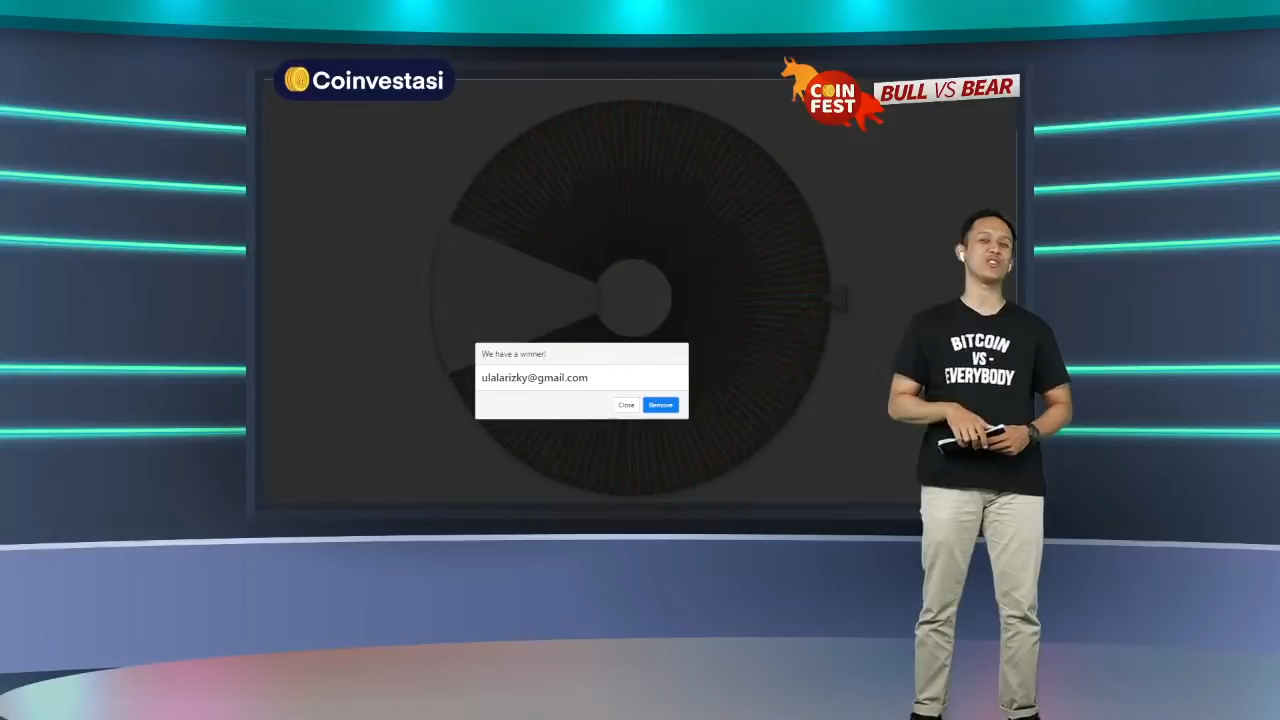 Coinvestasi
COIN
FEST
BULL VS BEAR
We have a winner!
ulalarizky@gmail.com
Close
Remove
BITCOIN
VS -
EVERYBODY